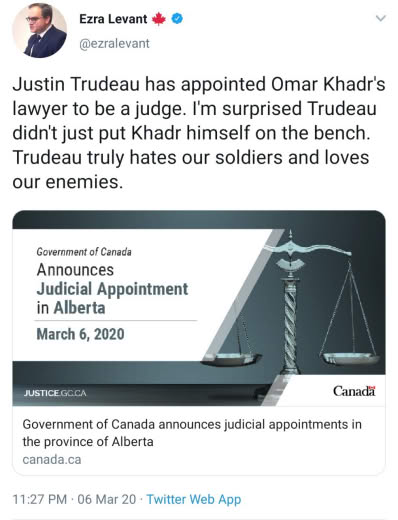 Ezra Levant 🍁
@ezralevant
Justin Trudeau has appointed Omar Khadr's
lawyer to be a judge. I'm surprised Trudeau
didn't just put Khadr himself on the bench.
Trudeau truly hates our soldiers and loves
our enemies.
Government of Canada
Announces
Judicial Appointment
in Alberta
March 6, 2020
JUSTICE.GC.CA
Canada
Government of Canada announces judicial appointments in
the province of Alberta
canada.ca
11:27 PM · 06 Mar 20 · Twitter Web App